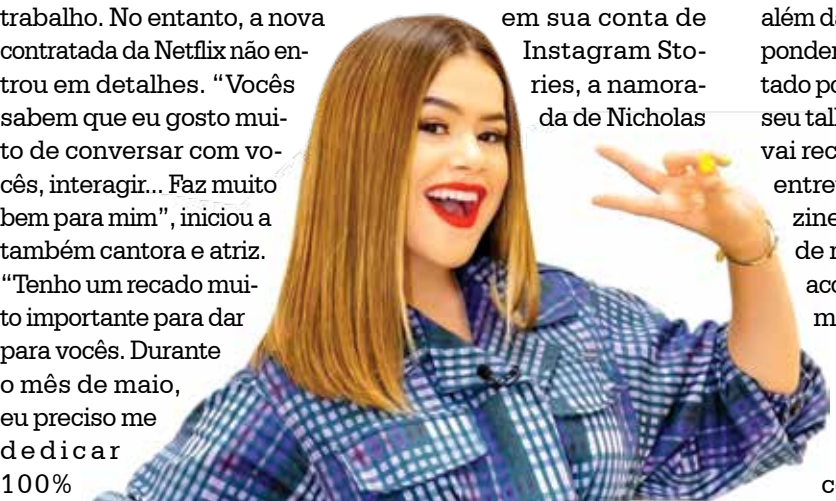 trabalho. No entanto, a nova
contratada da Netflix não en-
trou em detalhes. “Vocês
sabem que eu gosto mui-
to de conversar com vo-
cês, interagir... Faz muito
bem para mim”, iniciou a
também cantora e atriz.
“Tenho um recado mui-
to importante para dar
para vocês. Durante
o mês de maio,
eu preciso me
dedicar
100%
em sua conta de
Instagram Sto-
ries, a namora-
da de Nicholas
além d
ponder
tado po
seu tal
vai rec
entre
zine
de
aco
m
c